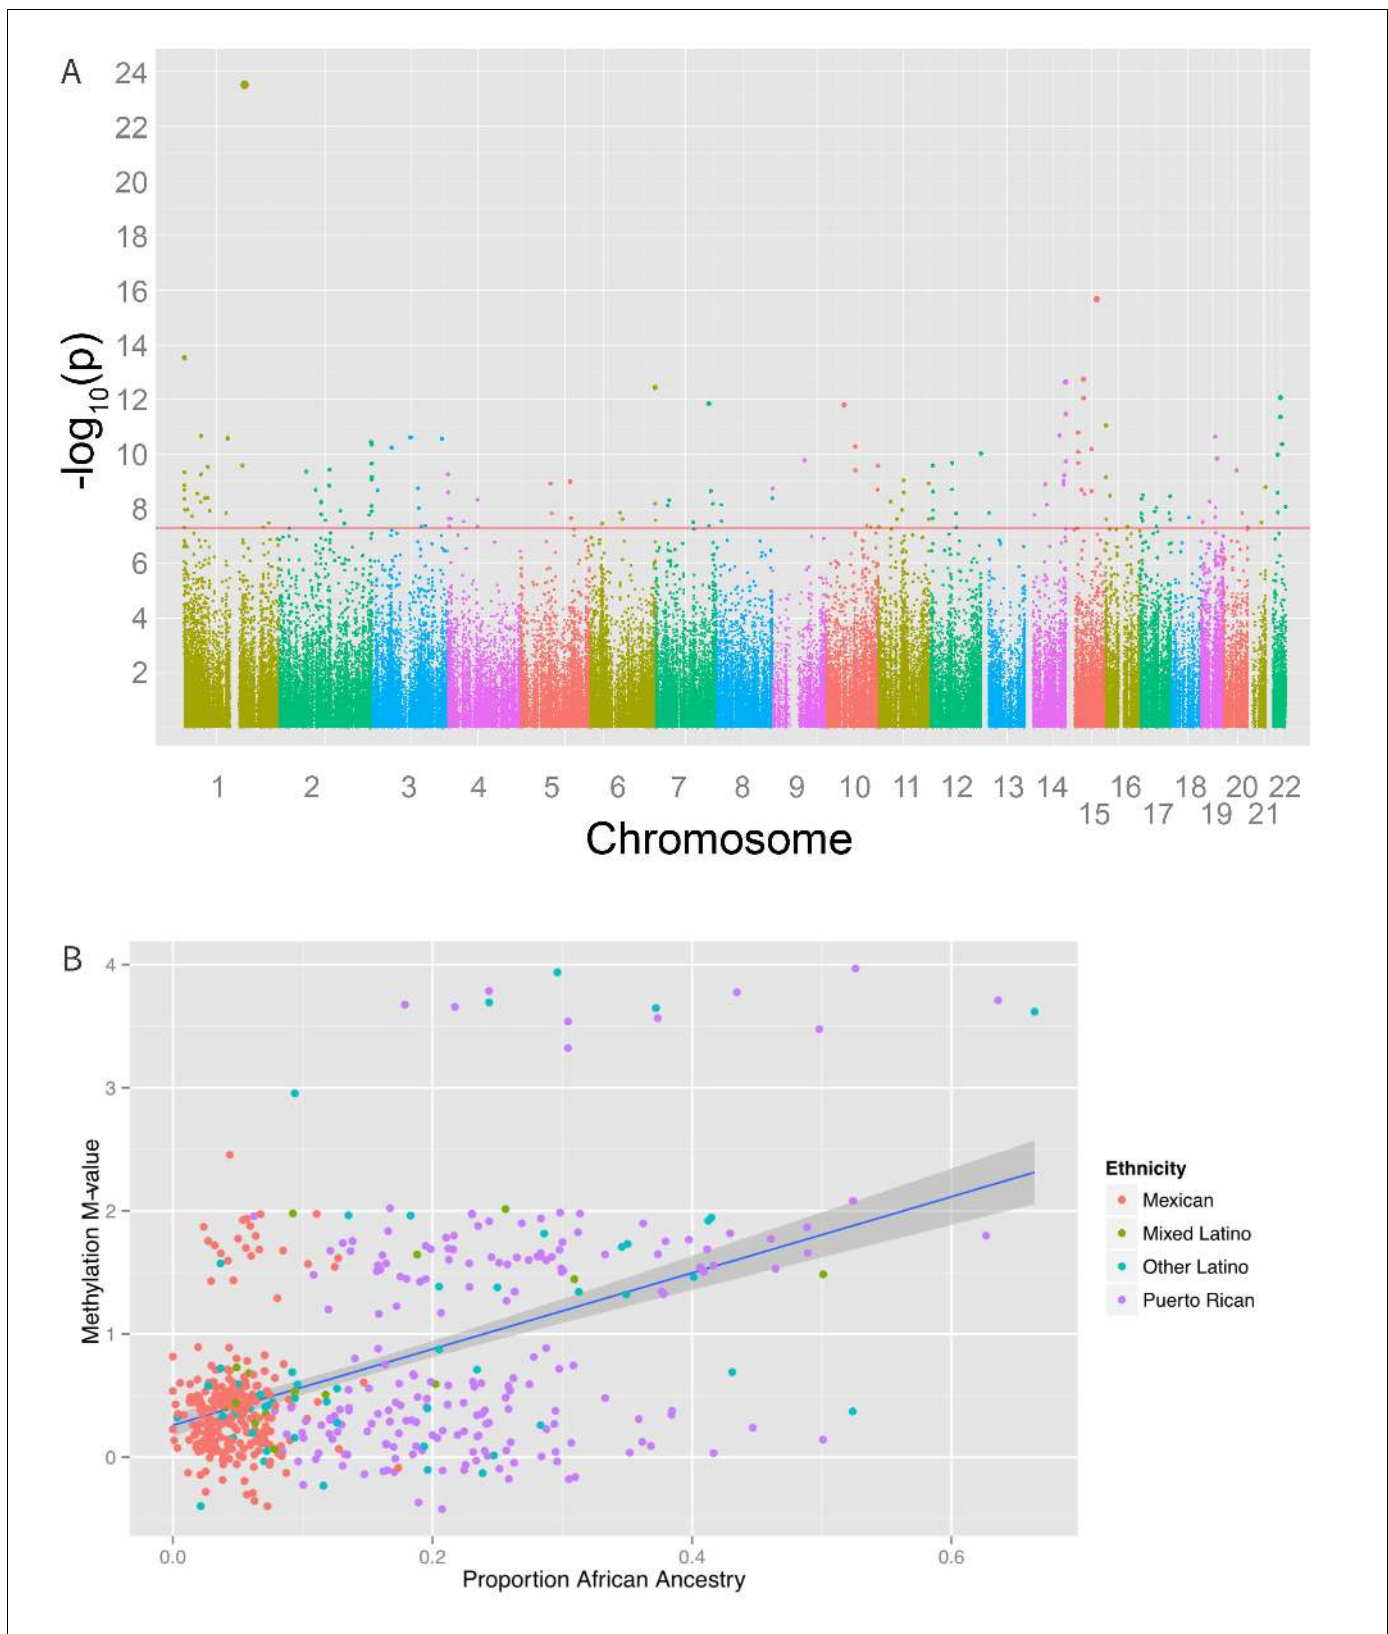 A
24
22
20
18
16
14
12
10
8
6
4
2
-log10(p)
1 2 3 4 5 6 7 8 9 10 11 12 13 14 16 18 20 22
15 17 19 21
Chromosome
B
4
3
2
1
0
Methylation M-value
0.0 0.2 0.4 0.6
Proportion African Ancestry
Ethnicity
Mexican
Mixed Latino
Other Latino
Puerto Rican